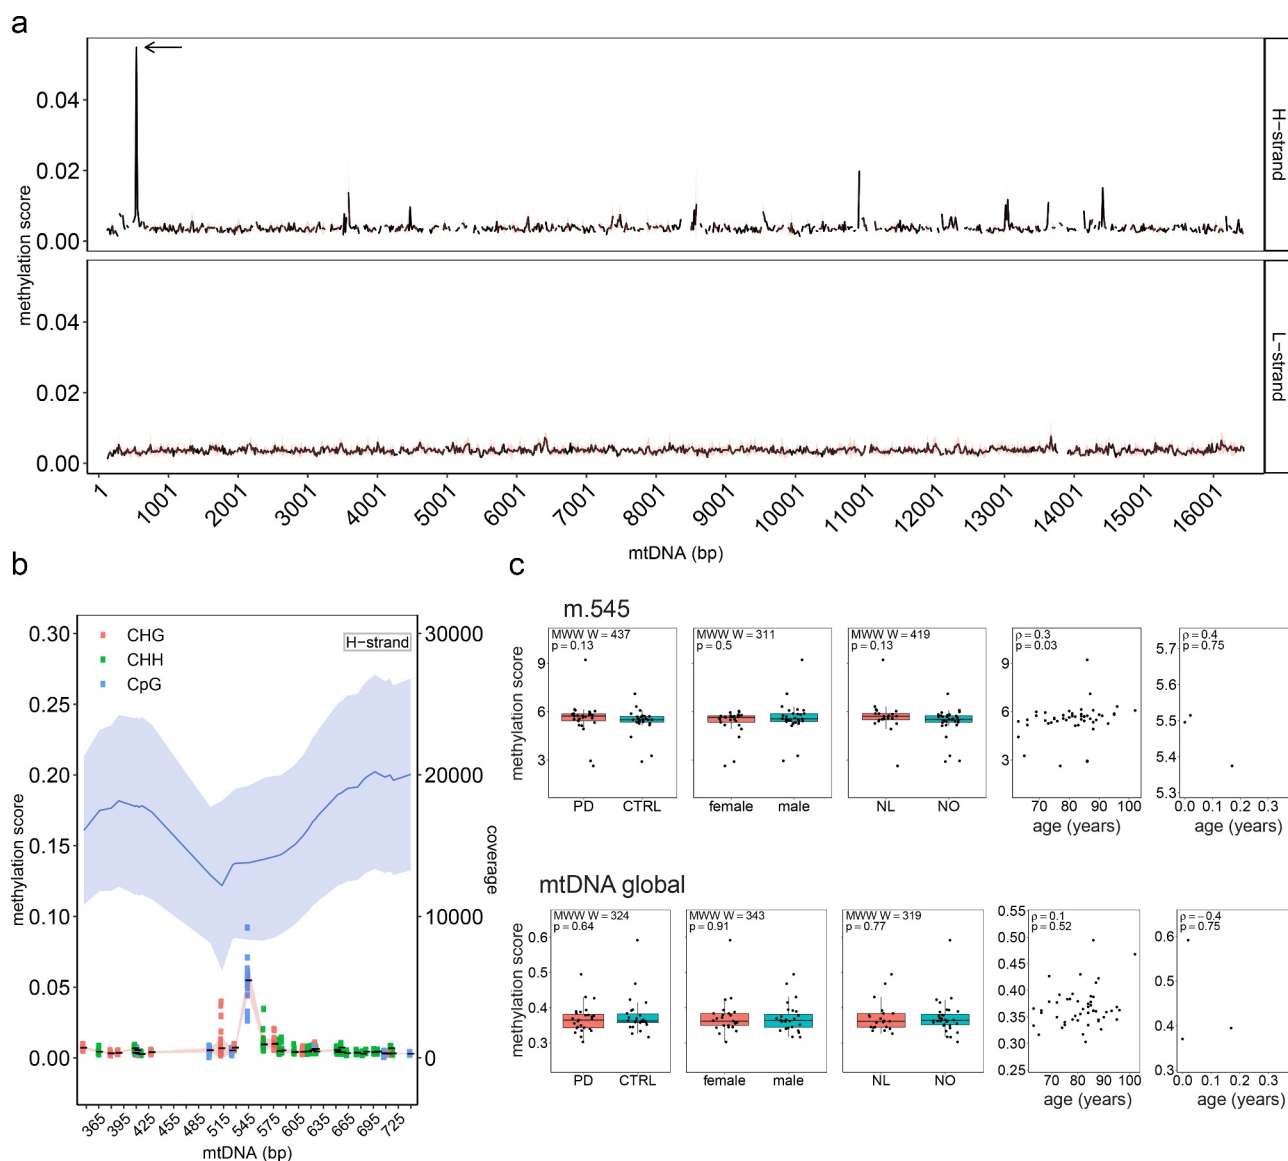 a
methylation score
0.04
0.02
0.00
H-strand
0.04
0.02
0.00
L-strand
1 1001 2001 3001 4001 5001 6001 7001 8001 9001 10001 11001 12001 13001 14001 15001 16001
mtDNA (bp)
b
methylation score
0.30
0.25
0.20
0.15
0.10
0.05
0.00
CHG
CHH
CpG
H-strand
30000
20000
10000
0
coverage
365 395 425 455 485 515 545 575 605 635 665 695 725
mtDNA (bp)
c
m.545
methylation score
9
6
3
MWW W = 437
p = 0.13
PD CTRL
MWW W = 311
p = 0.5
female male
MWW W = 419
p = 0.13
NL NO
9
6
3
ρ = 0.3
p = 0.03
70 80 90 100
age (years)
5.7
5.6
5.5
5.4
5.3
ρ = 0.4
p = 0.75
0.0 0.1 0.2 0.3
age (years)
mtDNA global
methylation score
0.6
0.5
0.4
0.3
MWW W = 324
p = 0.64
PD CTRL
MWW W = 343
p = 0.91
female male
MWW W = 319
p = 0.77
NL NO
0.55
0.50
0.45
0.40
0.35
0.30
0.25
ρ = 0.1
p = 0.52
70 80 90 100
age (years)
0.6
0.5
0.4
0.3
ρ = −0.4
p = 0.75
0.0 0.1 0.2 0.3
age (years)